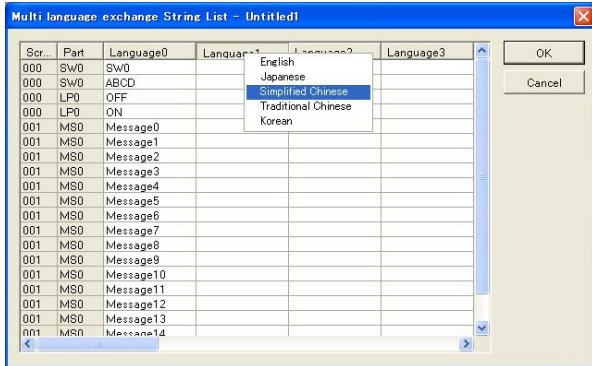 Multi language exchange String List - Untitled1
Scr... Part Language0 Language1 Language2 Language3
000 SW0 SW0
000 SW0 ABCD
000 LP0 OFF
000 LP0 ON
001 MS0 Message0
001 MS0 Message1
001 MS0 Message2
001 MS0 Message3
001 MS0 Message4
001 MS0 Message5
001 MS0 Message6
001 MS0 Message7
001 MS0 Message8
001 MS0 Message9
001 MS0 Message10
001 MS0 Message11
001 MS0 Message12
001 MS0 Message13
001 MS0 Message14
English
Japanese
Simplified Chinese
Traditional Chinese
Korean
OK
Cancel